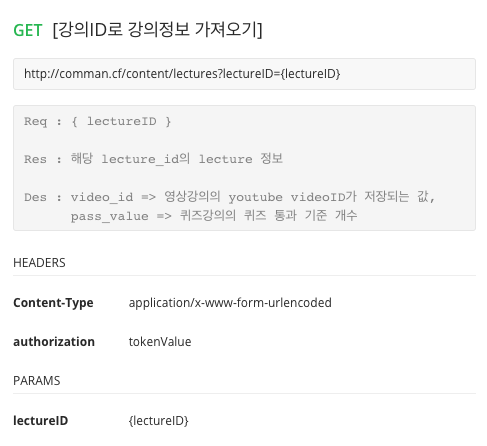 GET [강의ID로 강의정보 가져오기]
http://comman.cf/content/lectures?lectureID={lectureID}
Req : { lectureID }
Res : 해당 lecture_id의 lecture 정보
Des : video_id => 영상강의의 youtube videoID가 저장되는 값,
pass_value => 퀴즈강의의 퀴즈 통과 기준 개수
HEADERS
Content-Type application/x-www-form-urlencoded
authorization tokenValue
PARAMS
lectureID {lectureID}